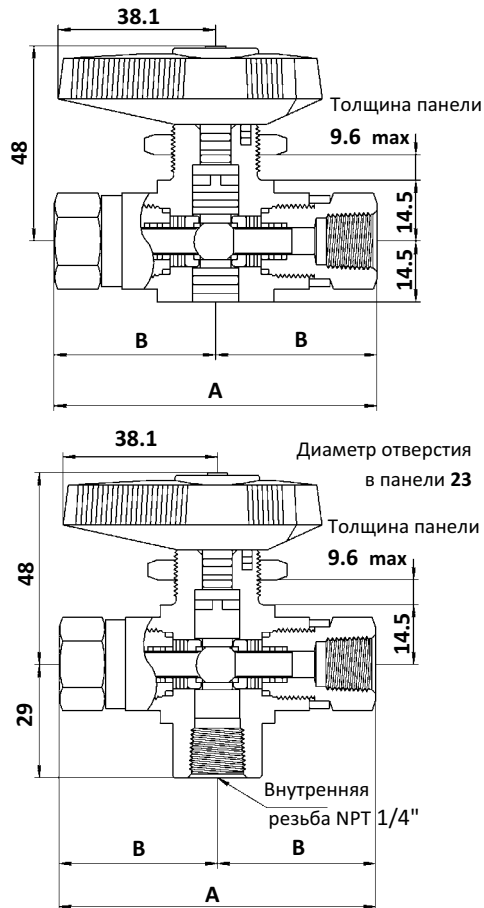 38.1
Толщина панели
9.6 max
48
14.5
14.5
B
B
A
38.1
Диаметр отверстия
в панели 23
Толщина панели
9.6 max
48
14.5
29
Внутренняя
резьба NPT 1/4"
B
B
A